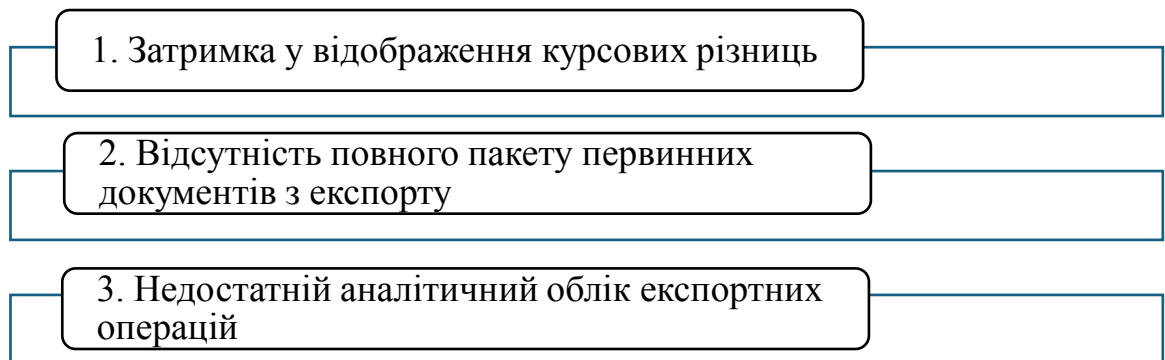 1. Затримка у відображення курсових різниць
2. Відсутність повного пакету первинних
документів з експорту
3. Недостатній аналітичний облік експортних
операцій